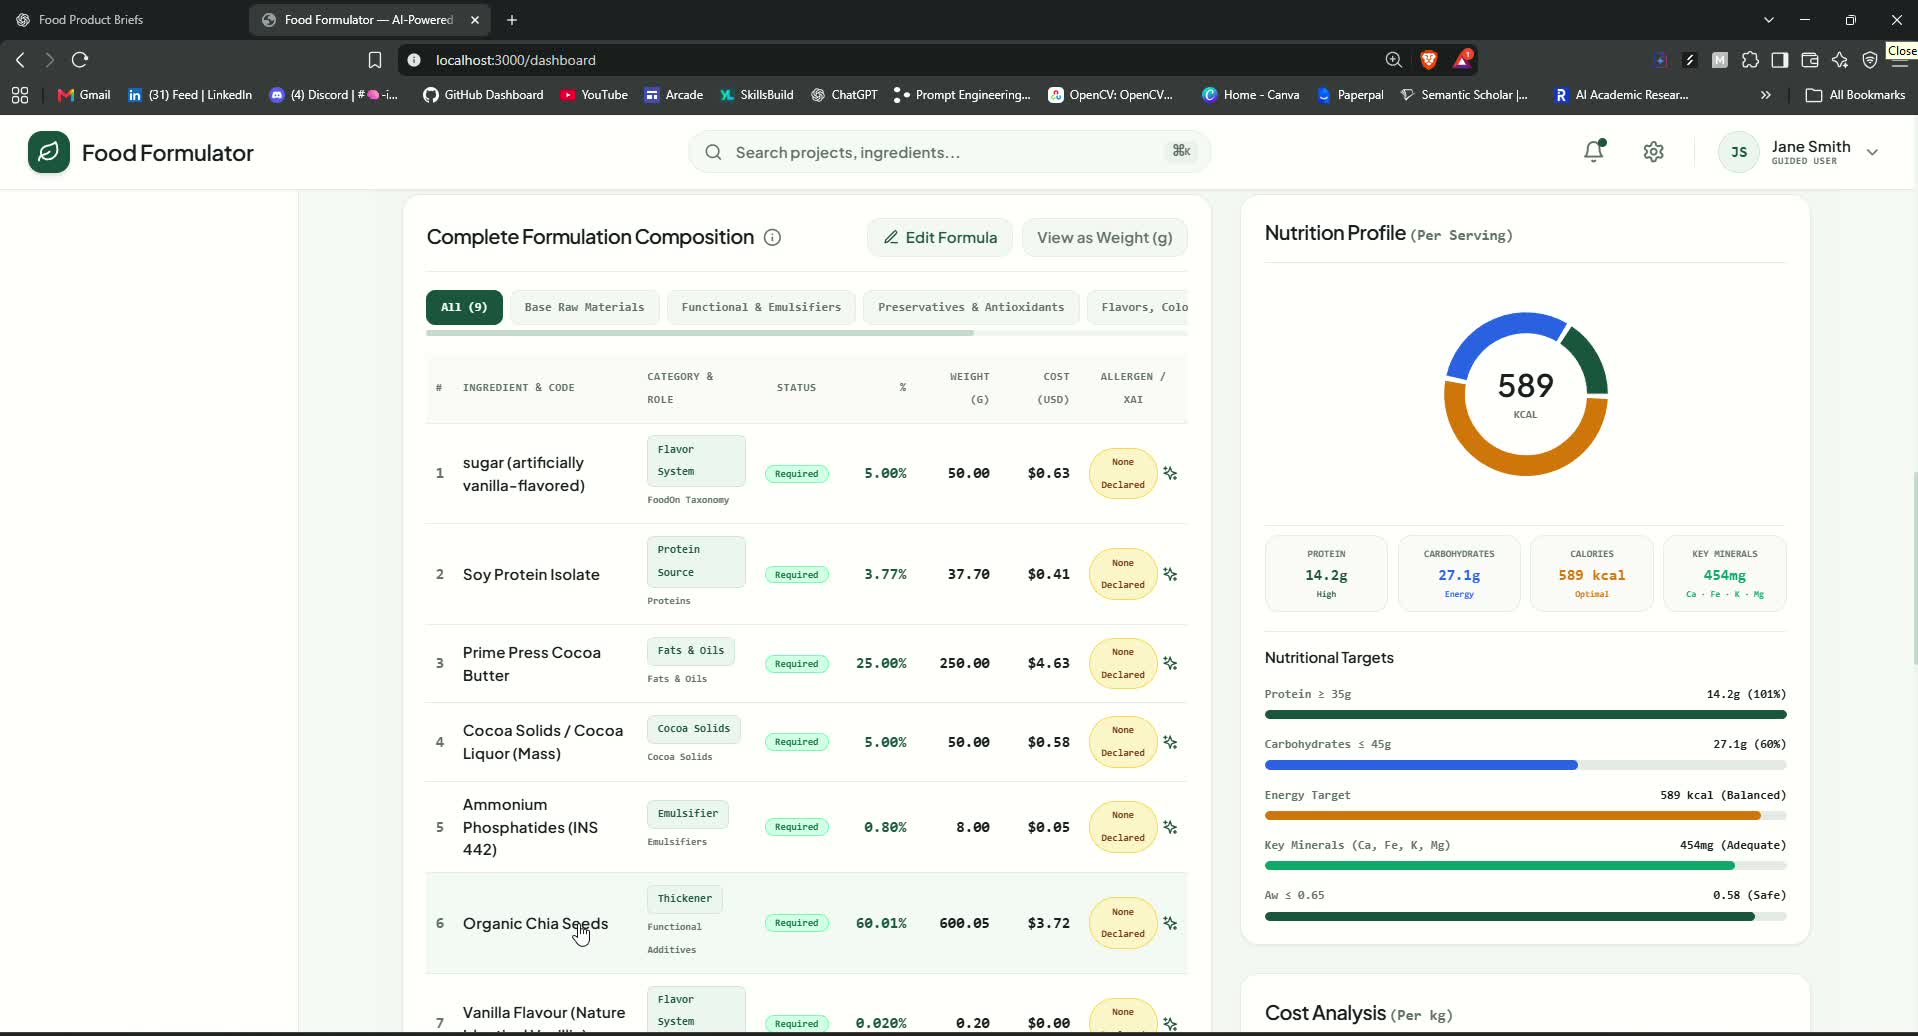 Food Product Briefs
Food Formulator — AI-Powered
Close
localhost:3000/dashboard
Gmail
(31) Feed | LinkedIn
(4) Discord | #🧠-i...
GitHub Dashboard
YouTube
Arcade
SkillsBuild
ChatGPT
Prompt Engineering...
OpenCV: OpenCV...
Home - Canva
Paperpal
Semantic Scholar |...
AI Academic Resear...
All Bookmarks
Food Formulator
Search projects, ingredients...
⌘K
JS
Jane Smith
GUIDED USER
Complete Formulation Composition
Edit Formula
View as Weight (g)
All (9)
Base Raw Materials
Functional & Emulsifiers
Preservatives & Antioxidants
Flavors, Colo
# INGREDIENT & CODE CATEGORY & ROLE STATUS % WEIGHT (G) COST (USD) ALLERGEN / XAI
1 sugar (artificially vanilla-flavored) Flavor System FoodOn Taxonomy Required 5.00% 50.00 $0.63 None Declared
2 Soy Protein Isolate Protein Source Proteins Required 3.77% 37.70 $0.41 None Declared
3 Prime Press Cocoa Butter Fats & Oils Fats & Oils Required 25.00% 250.00 $4.63 None Declared
4 Cocoa Solids / Cocoa Liquor (Mass) Cocoa Solids Cocoa Solids Required 5.00% 50.00 $0.58 None Declared
5 Ammonium Phosphatides (INS 442) Emulsifier Emulsifiers Required 0.80% 8.00 $0.05 None Declared
6 Organic Chia Seeds Thickener Functional Additives Required 60.01% 600.05 $3.72 None Declared
7 Vanilla Flavour (Nature Flavor System Required 0.020% 0.20 $0.00 None Declared
Nutrition Profile (Per Serving)
589
KCAL
PROTEIN
14.2g
High
CARBOHYDRATES
27.1g
Energy
CALORIES
589 kcal
Optimal
KEY MINERALS
454mg
Ca · Fe · K · Mg
Nutritional Targets
Protein ≥ 35g 14.2g (101%)
Carbohydrates ≤ 45g 27.1g (60%)
Energy Target 589 kcal (Balanced)
Key Minerals (Ca, Fe, K, Mg) 454mg (Adequate)
Aw ≤ 0.65 0.58 (Safe)
Cost Analysis (Per kg)